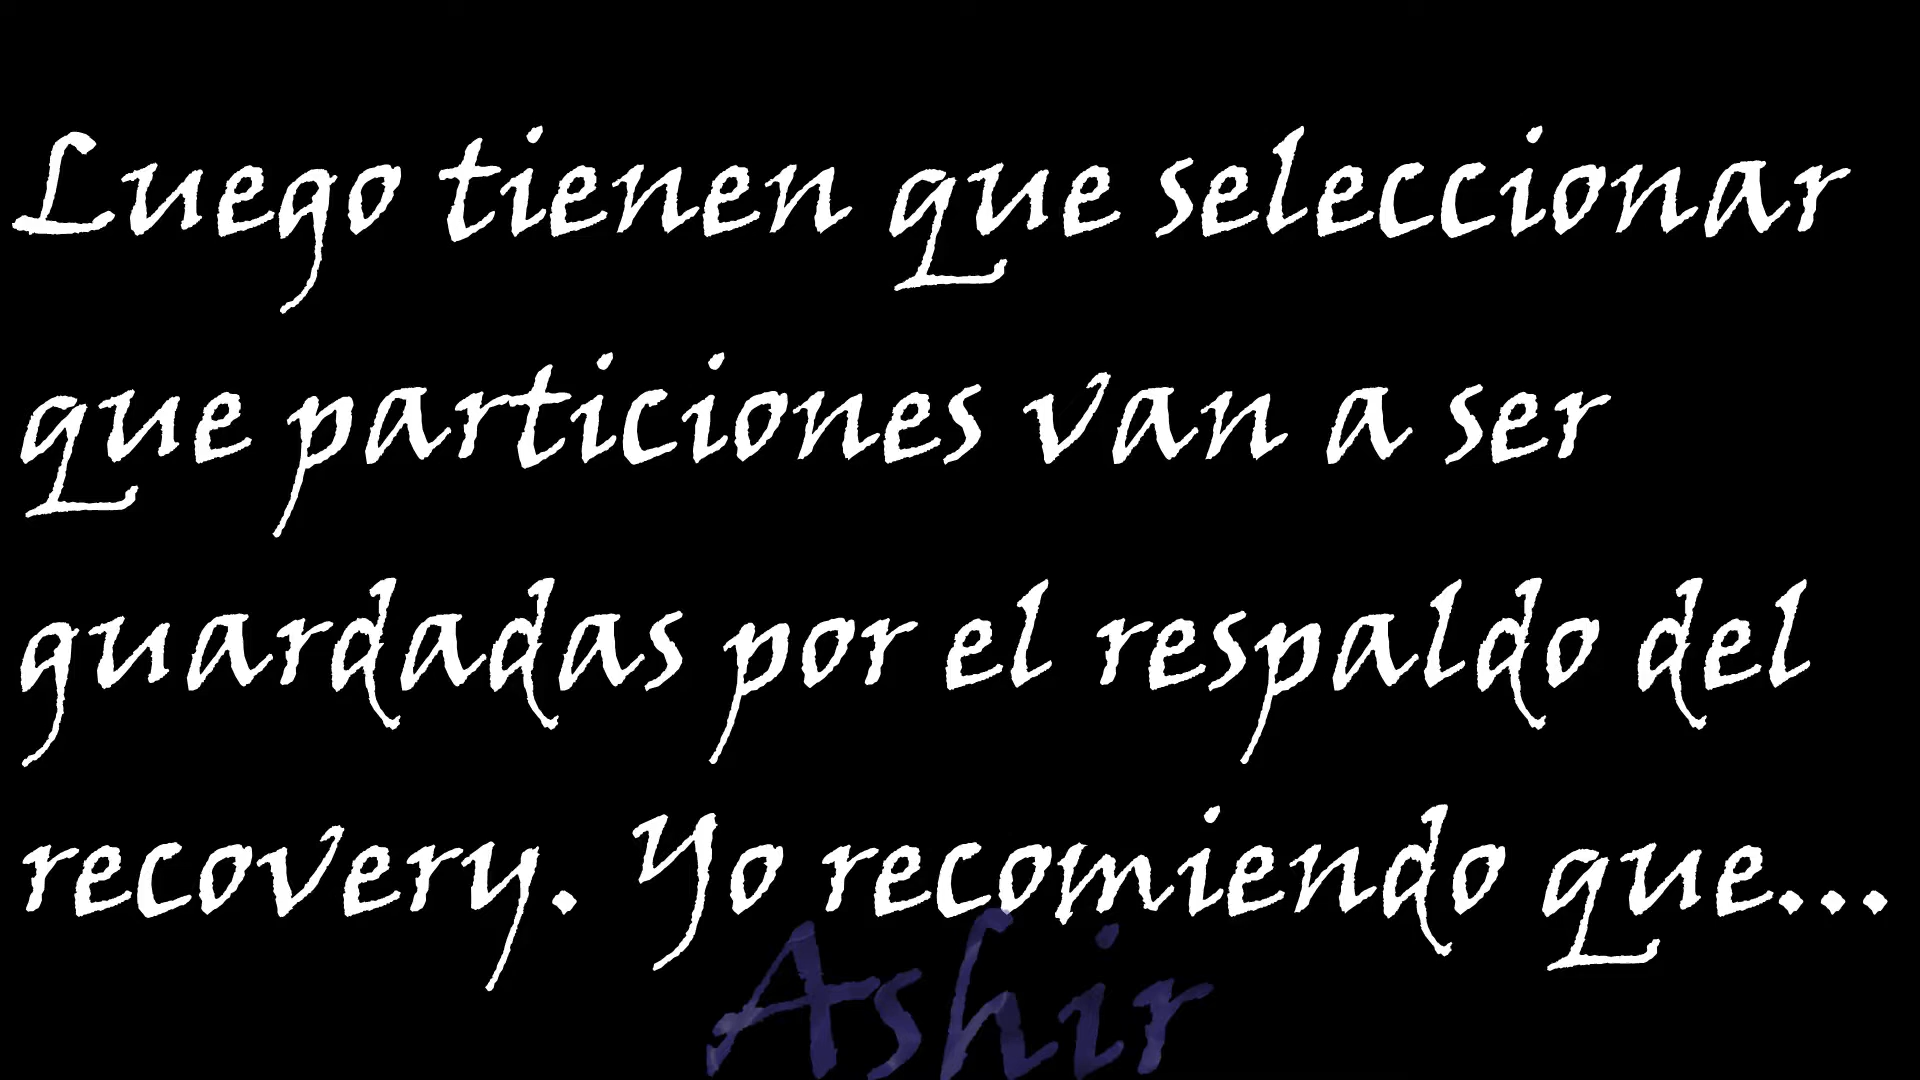 Luego tienen que seleccionar
que particiones van a ser
guardadas por el respaldo del
recovery. Yo recomiendo que...
Ashir